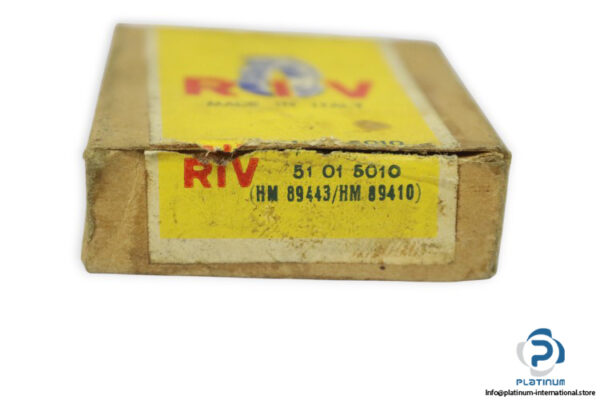 RIV
MADE IN ITALY
RIV 51 01 5010
(HM 89443/HM 89410)
PLATINUM
Info@platinum-international.store